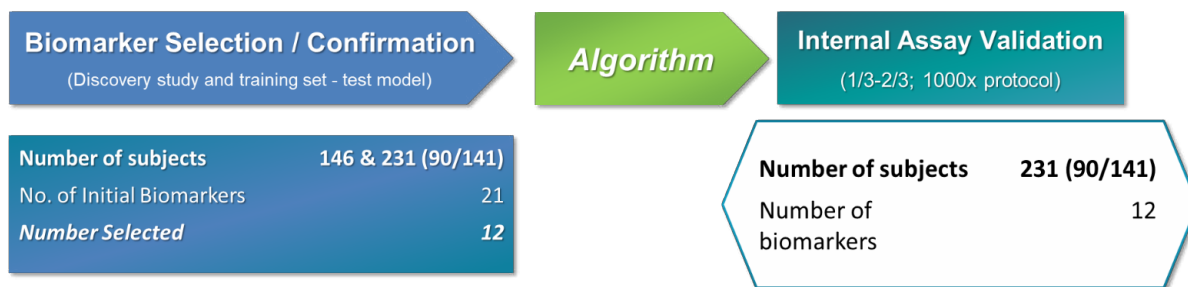 Biomarker Selection / Confirmation
(Discovery study and training set - test model)
Algorithm
Internal Assay Validation
(1/3-2/3; 1000x protocol)
Number of subjects 146 & 231 (90/141)
No. of Initial Biomarkers 21
Number Selected 12
Number of subjects 231 (90/141)
Number of 12
biomarkers